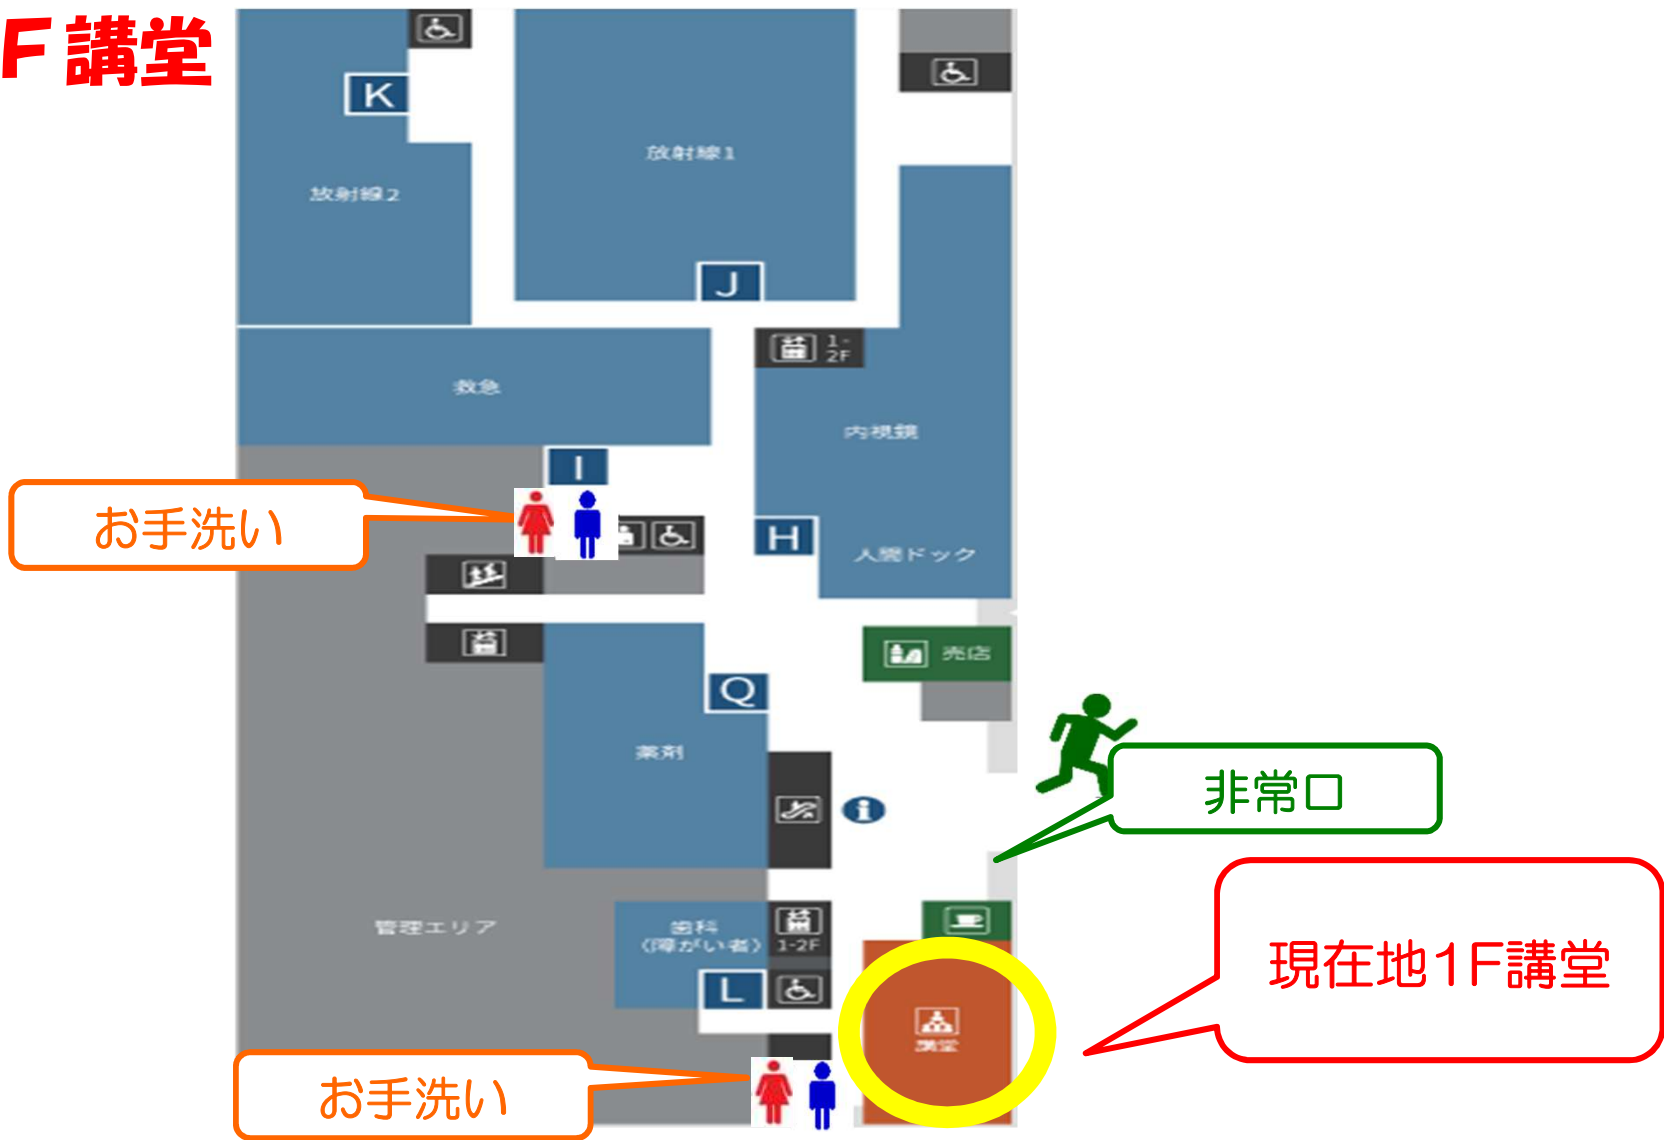 F 講堂
K
放射線1
放射線2
J
1-
2F
救急
内視鏡
I
お手洗い
H
人間ドック
売店
Q
薬剤
非常口
管理エリア
歯科
(障がい者)
1-2F
現在地1F講堂
L
講堂
お手洗い